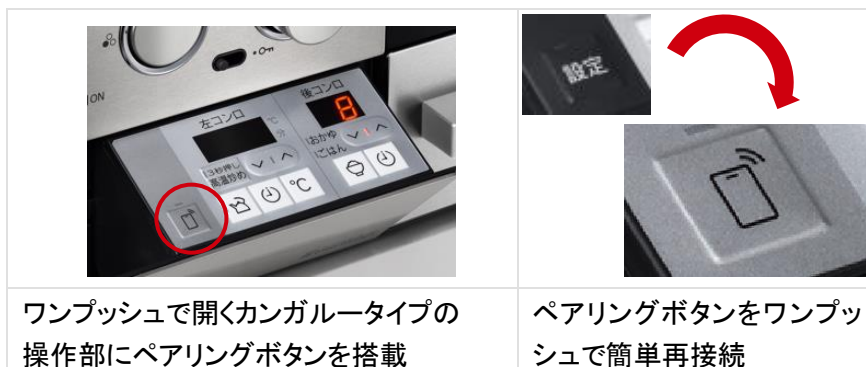 ON
左コンロ
後コンロ
℃
分
8
おかゆ
ごはん
3秒押し
高温炒め
℃
設定
ワンプッシュで開くカンガルータイプの
操作部にペアリングボタンを搭載
ペアリングボタンをワンプッ
シュで簡単再接続